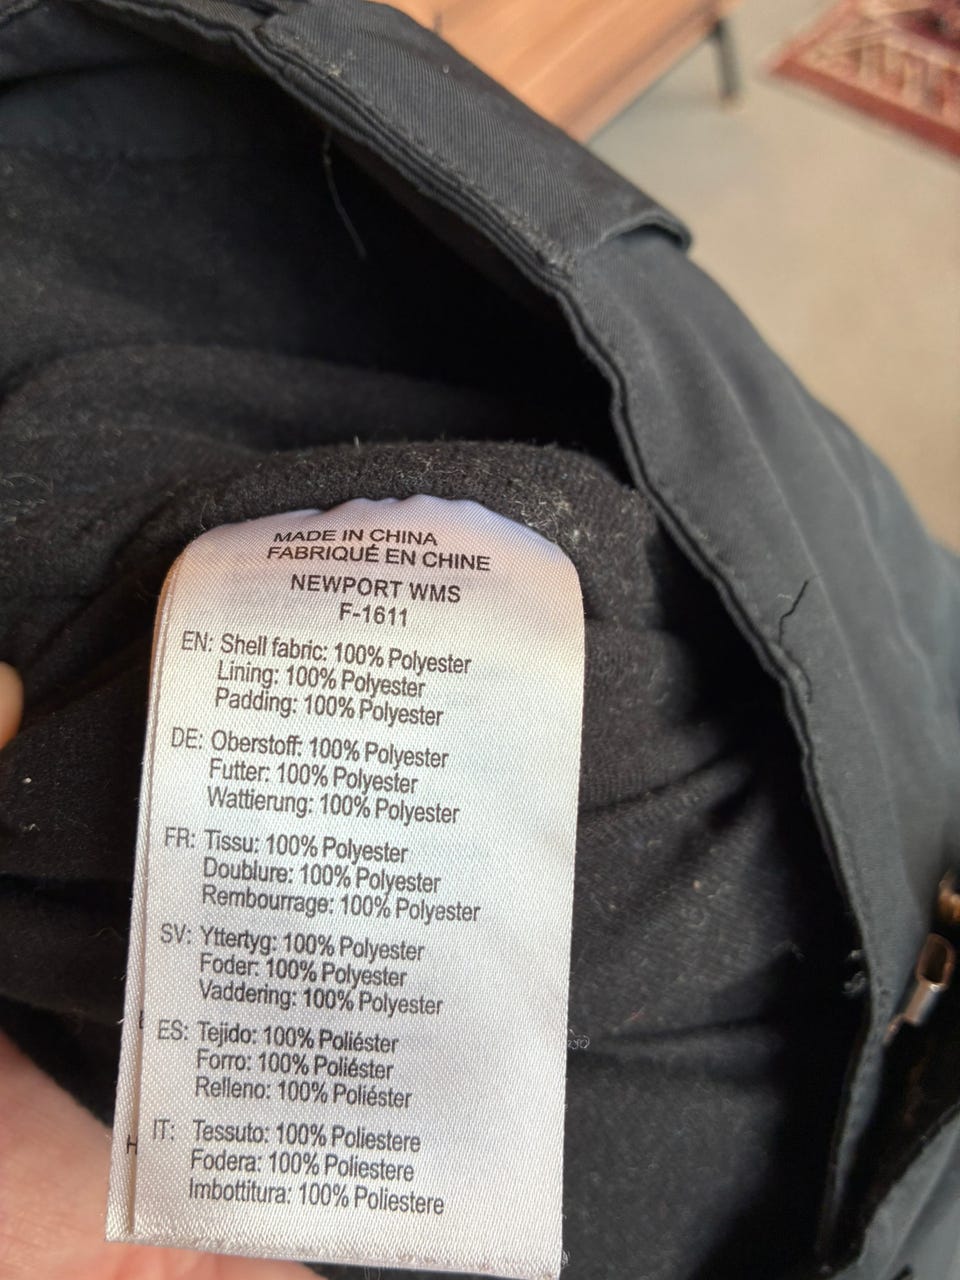 MADE IN CHINA
FABRIQUÉ EN CHINE
NEWPORT WMS
F-1611
EN: Shell fabric: 100% Polyester
Lining: 100% Polyester
Padding: 100% Polyester
DE: Oberstoff: 100% Polyester
Futter: 100% Polyester
Wattierung: 100% Polyester
FR: Tissu: 100% Polyester
Doublure: 100% Polyester
Rembourrage: 100% Polyester
SV: Yttertyg: 100% Polyester
Foder: 100% Polyester
Vaddering: 100% Polyester
ES: Tejido: 100% Poliéster
Forro: 100% Poliéster
Relleno: 100% Poliéster
IT: Tessuto: 100% Poliestere
Fodera: 100% Poliestere
Imbottitura: 100% Poliestere